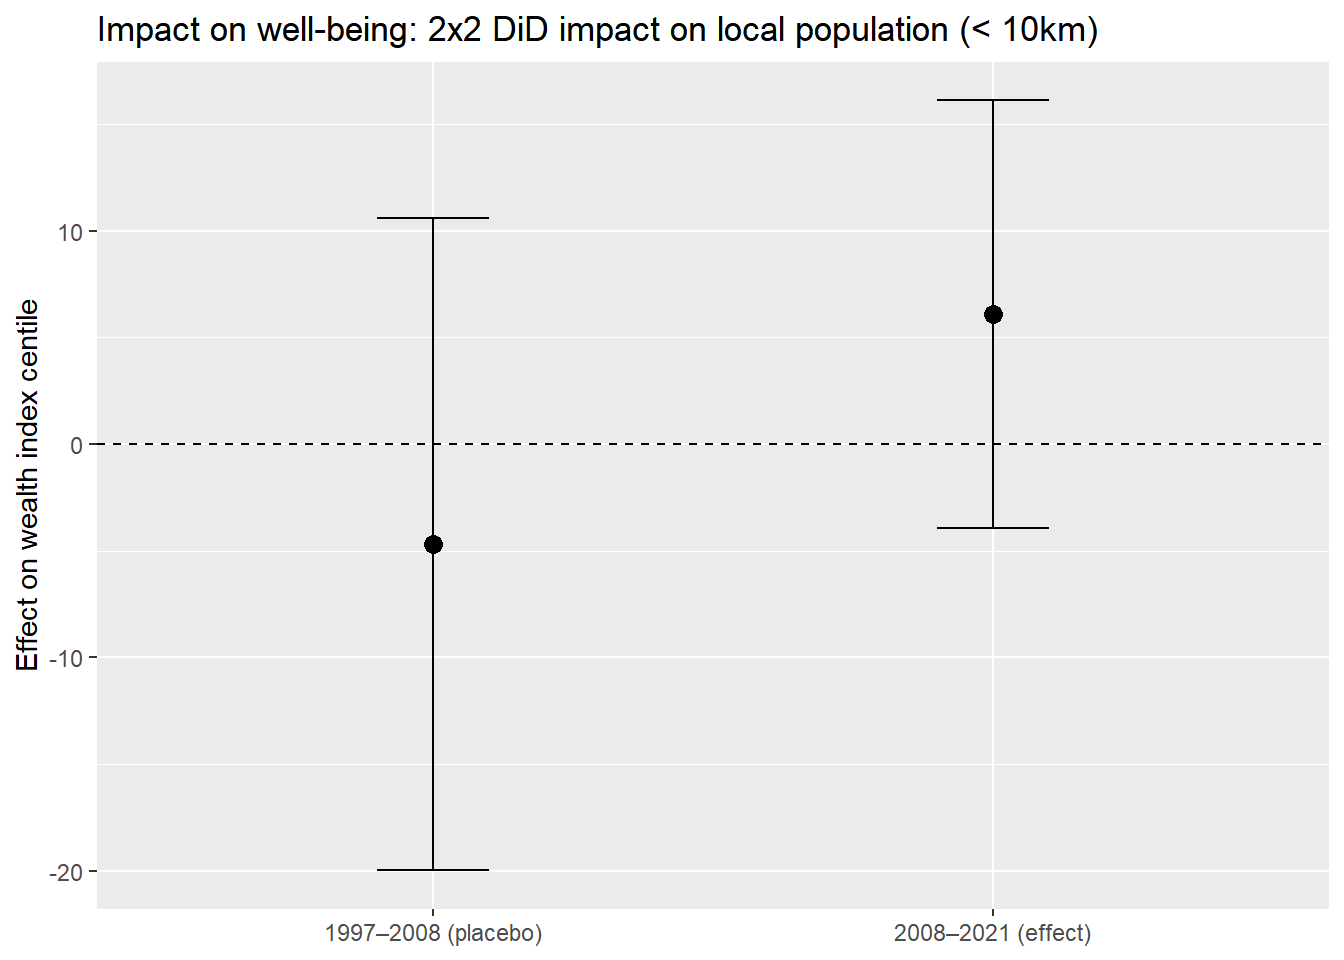 Impact on well-being: 2x2 DiD impact on local population (< 10km)
Effect on wealth index centile
10
0
-10
-20
1997–2008 (placebo)
2008–2021 (effect)